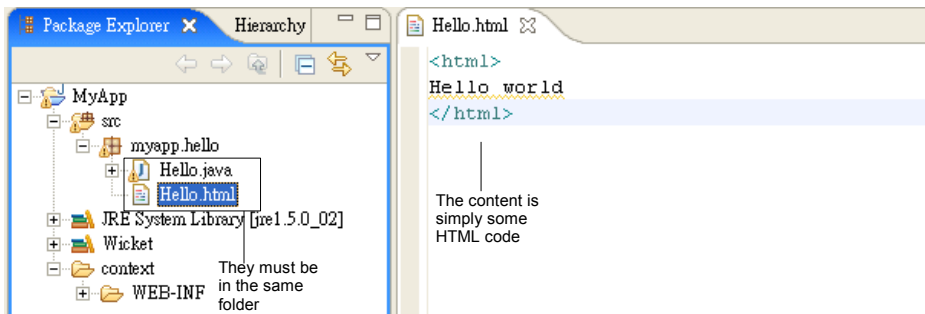 Package Explorer Hierarchy
MyApp
src
myapp.hello
Hello.java
Hello.html
JRE System Library [jre1.5.0_02]
Wicket
context
WEB-INF
They must be
in the same
folder
Hello.html
<html>
Hello world
</html>
The content is
simply some
HTML code